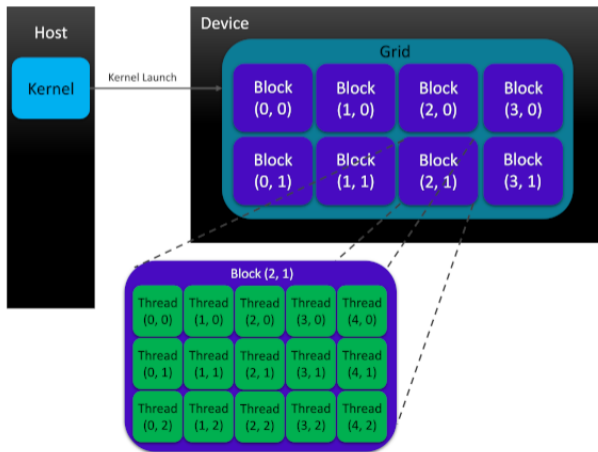 Host
Device
Kernel
Kernel Launch
Grid
Block
(0, 0)
Block
(1, 0)
Block
(2, 0)
Block
(3, 0)
Block
(0, 1)
Block
(1, 1)
Block
(2, 1)
Block
(3, 1)
Block (2, 1)
Thread
(0, 0)
Thread
(1, 0)
Thread
(2, 0)
Thread
(3, 0)
Thread
(4, 0)
Thread
(0, 1)
Thread
(1, 1)
Thread
(2, 1)
Thread
(3, 1)
Thread
(4, 1)
Thread
(0, 2)
Thread
(1, 2)
Thread
(2, 2)
Thread
(3, 2)
Thread
(4, 2)